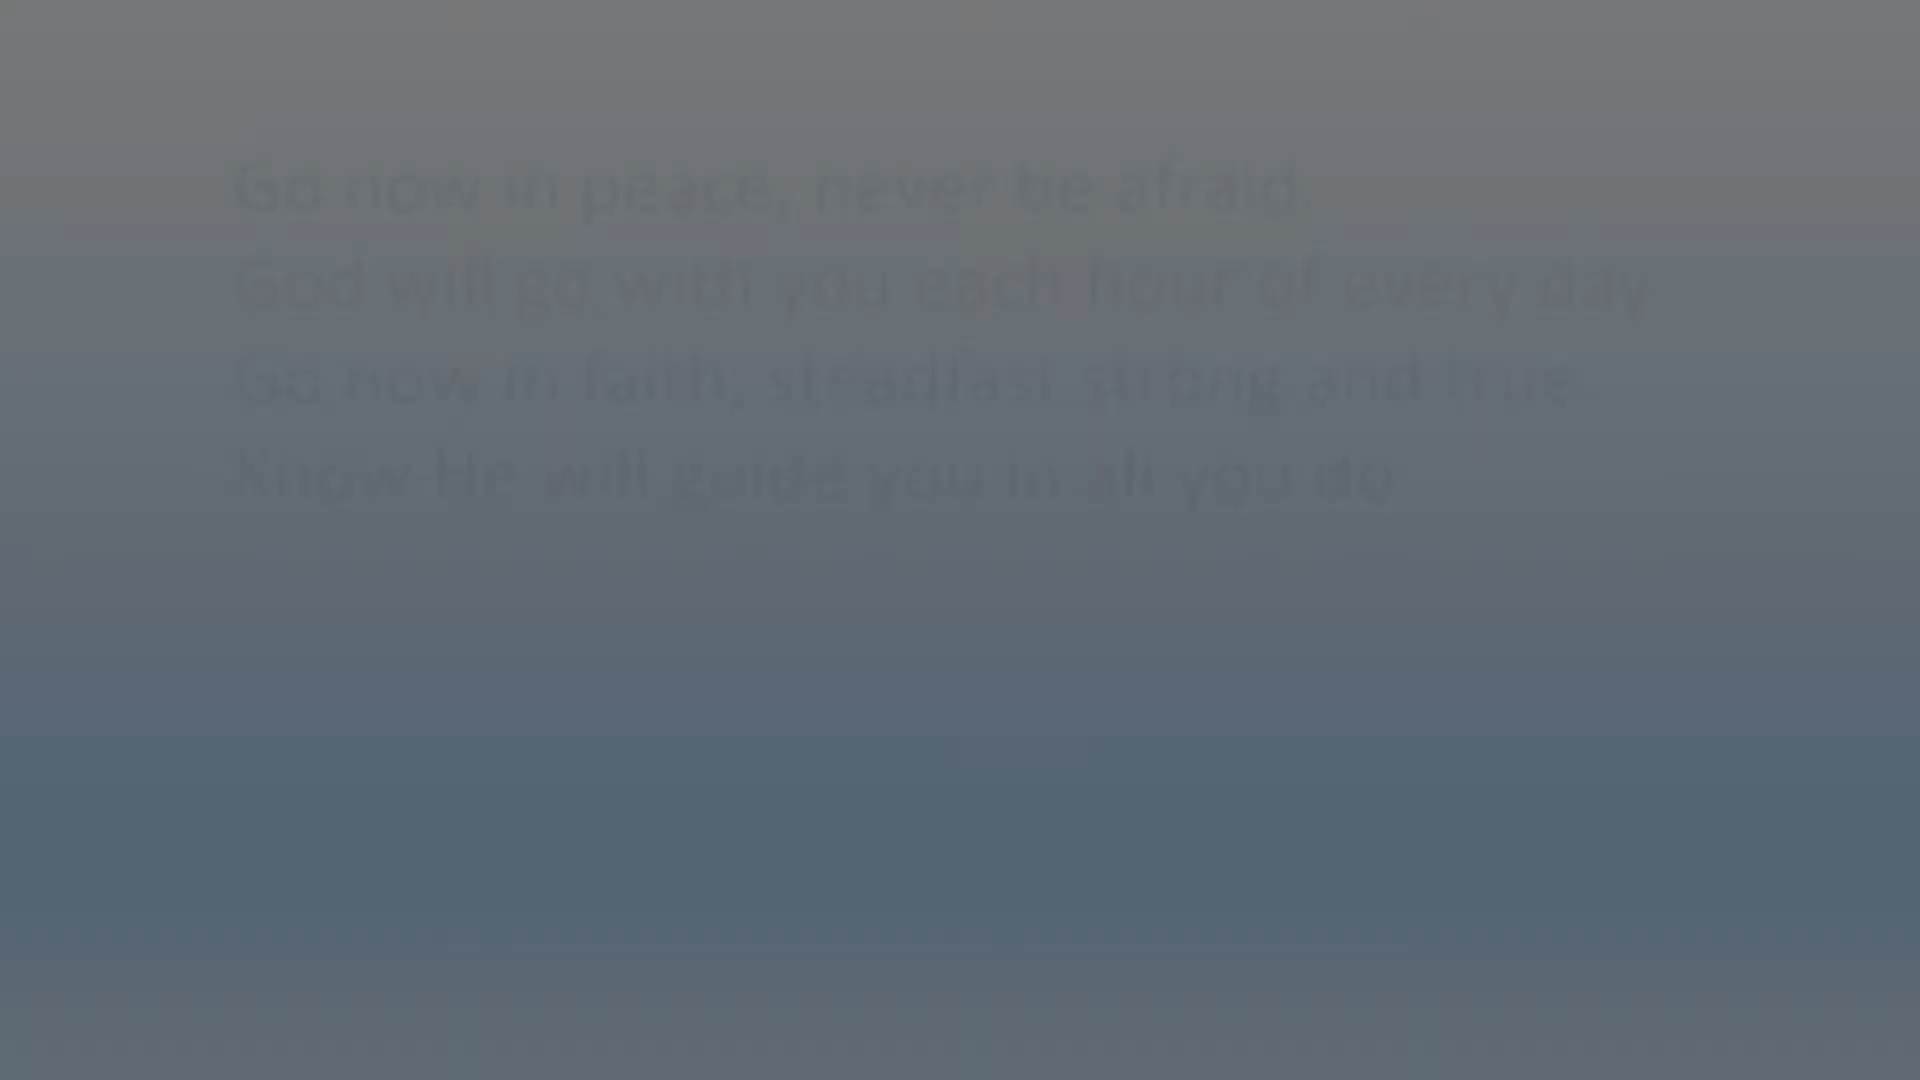 Go now in peace, never be afraid.
God will go with you each hour of every day
Go now in faith, steadfast strong and true
Know He will guide you in all you do